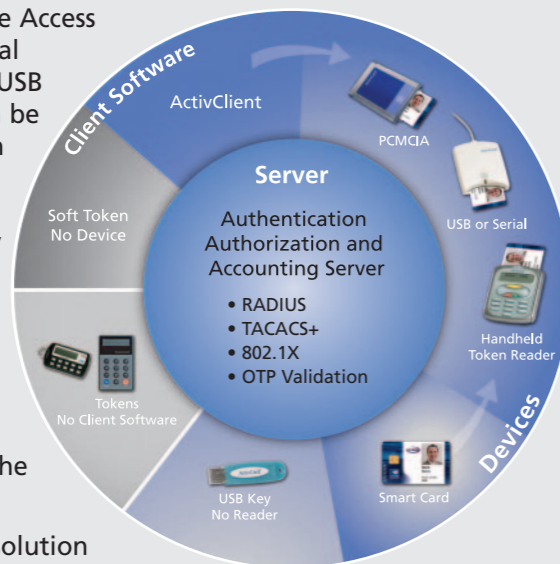 e Access
al
USB
be
solution
he
Client Software
ActivClient
PCMCIA
USB or Serial
Handheld
Token Reader
Devices
Smart Card
USB Key
No Reader
Tokens
No Client Software
Soft Token
No Device
Server
Authentication
Authorization and
Accounting Server
• RADIUS
• TACACS+
• 802.1X
• OTP Validation